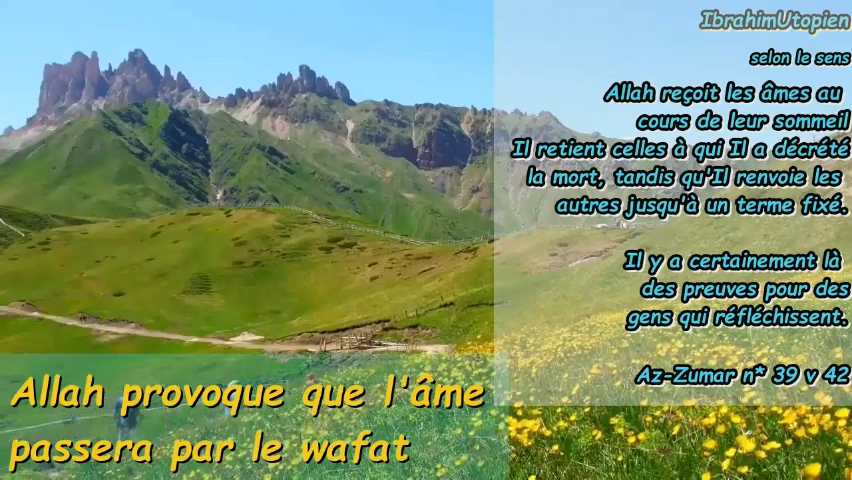 IbrahimUtopien
selon le sens
Allah reçoit les âmes au
cours de leur sommeil
Il retient celles à qui Il a décrété
la mort, tandis qu'Il renvoie les
autres jusqu'à un terme fixé.
Il y a certainement là
des preuves pour des
gens qui réfléchissent.
Az-Zumar n* 39 v 42
Allah provoque que l'âme
passera par le wafat